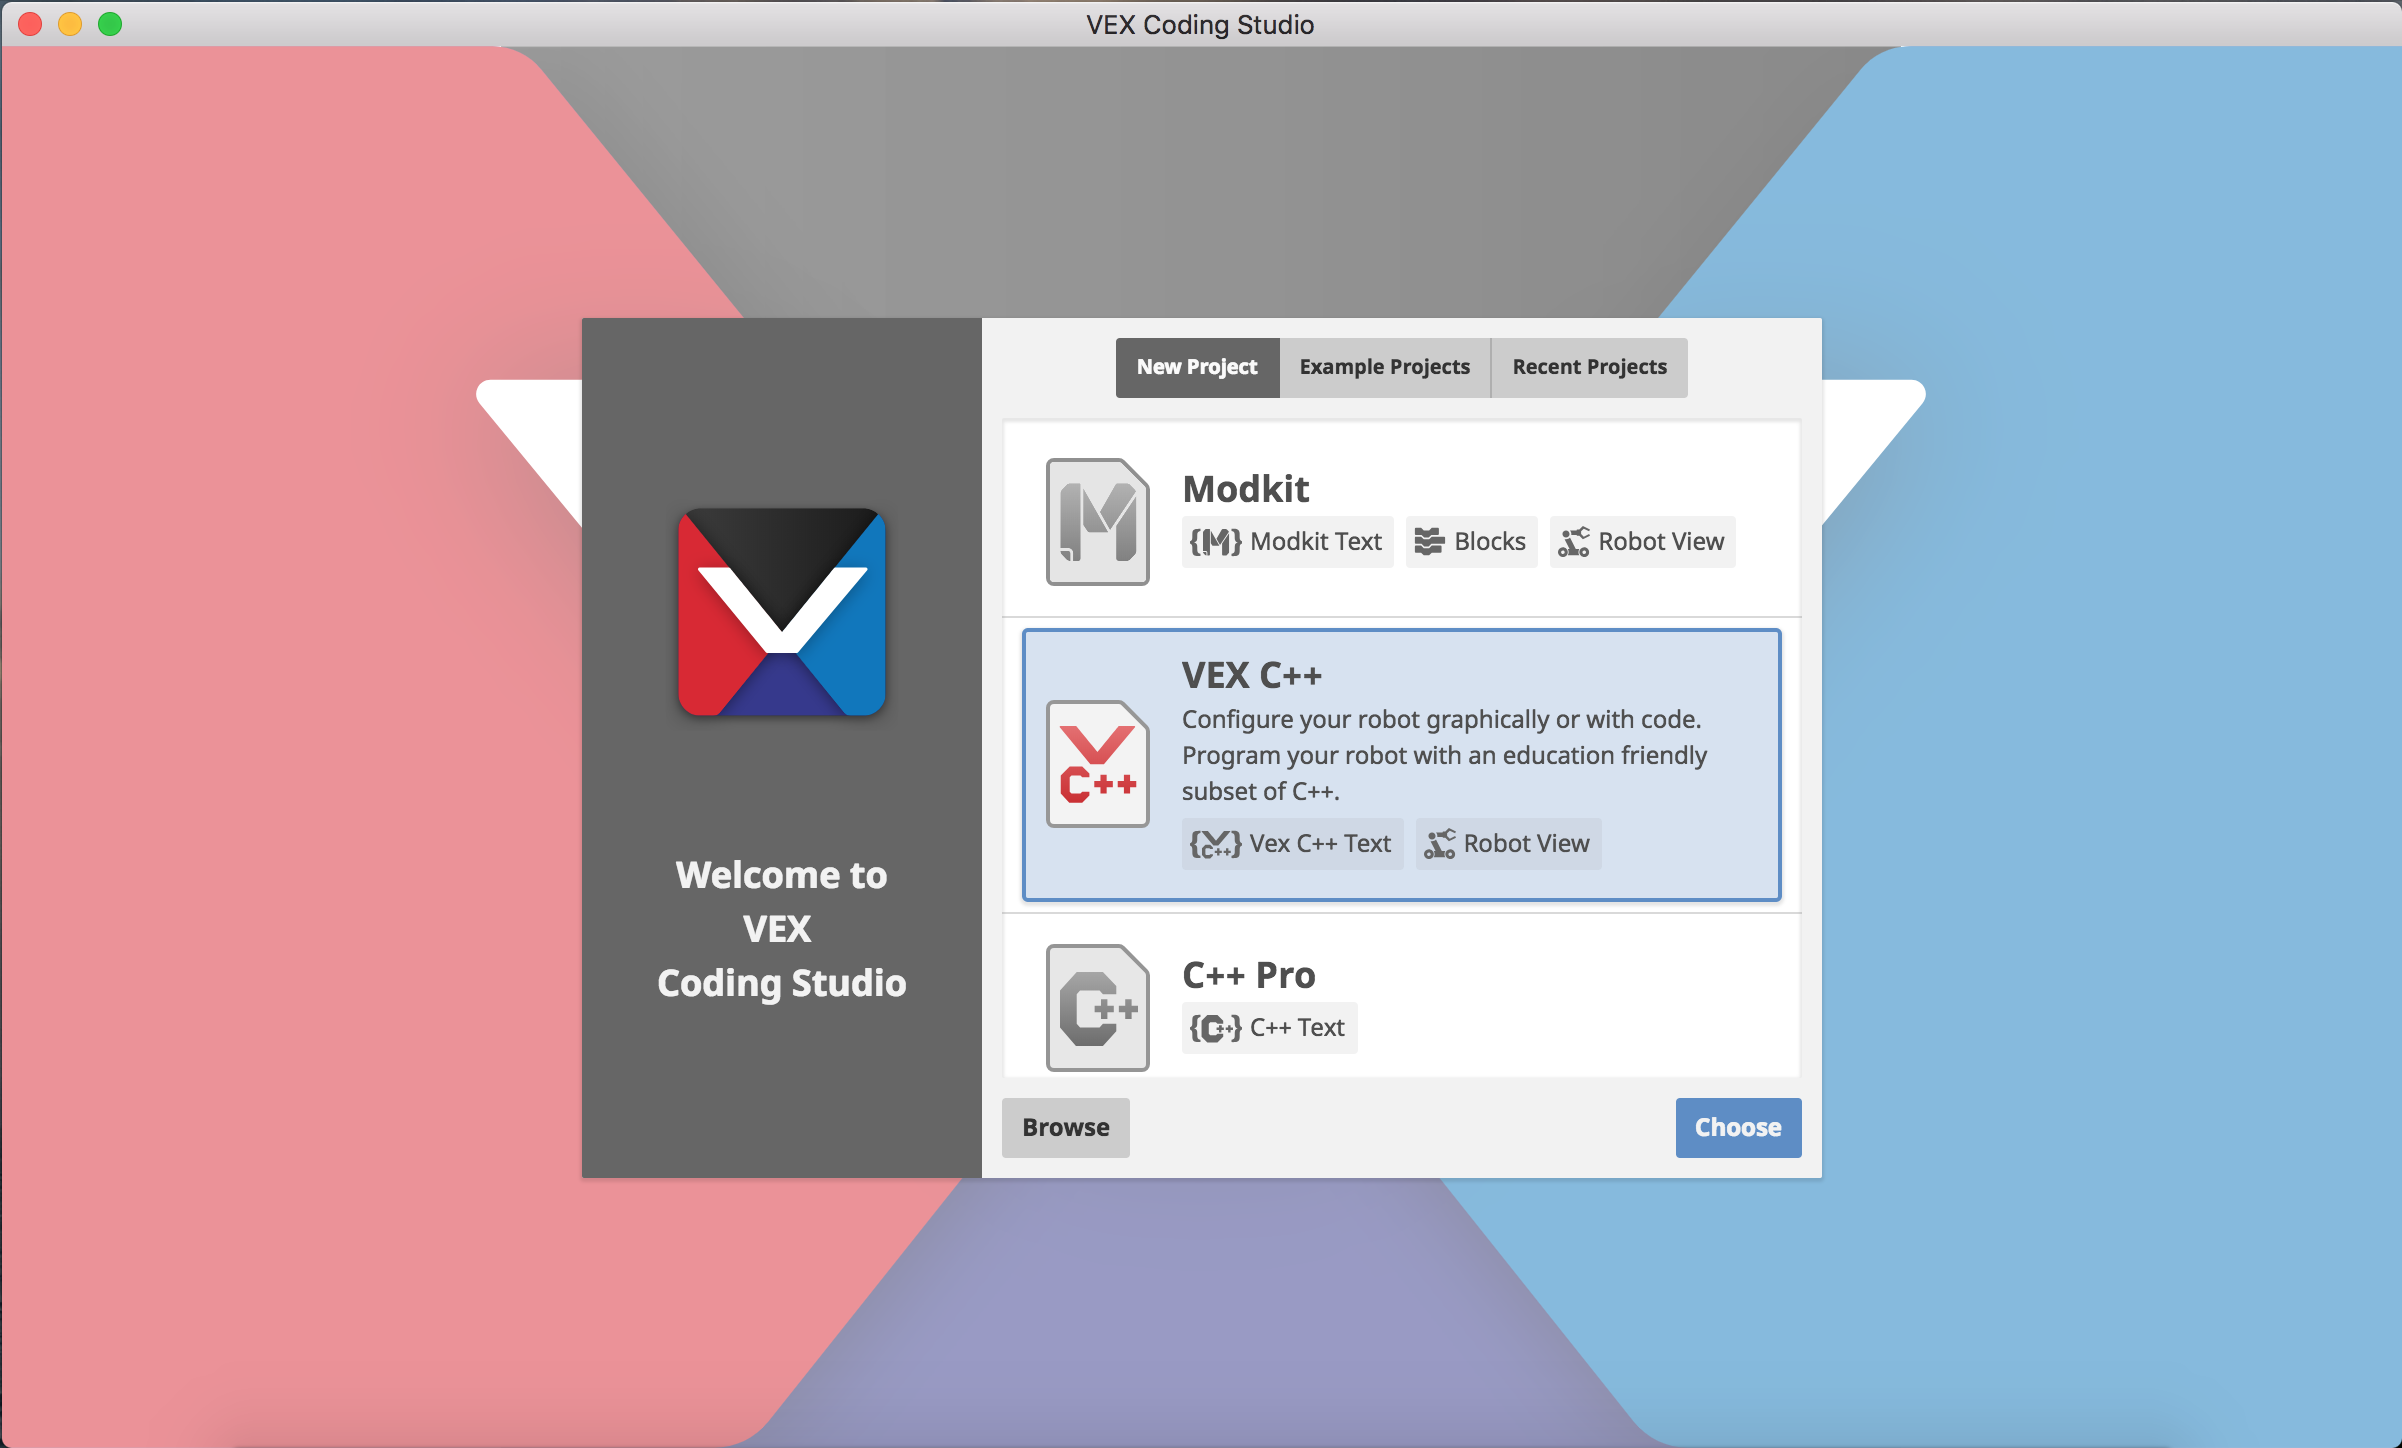 VEX Coding Studio
Welcome to
VEX
Coding Studio
New Project
Example Projects
Recent Projects
Modkit
{M} Modkit Text
Blocks
Robot View
C++
VEX C++
Configure your robot graphically or with code.
Program your robot with an education friendly
subset of C++.
{C++} Vex C++ Text
Robot View
C++
C++ Pro
{C++} C++ Text
Browse
Choose